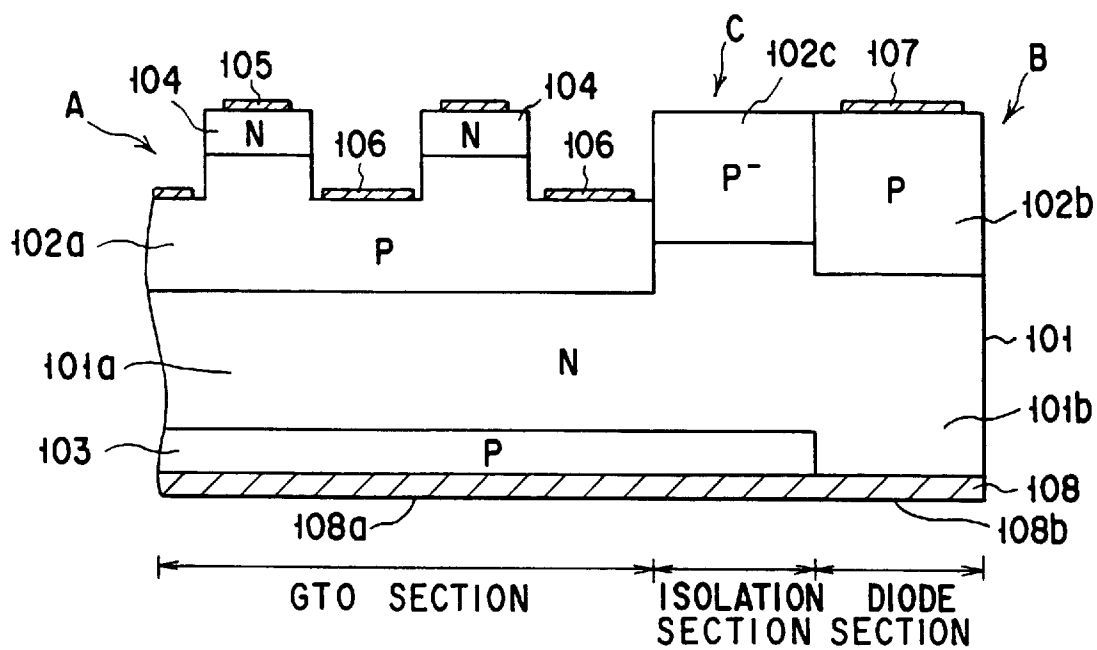 C
102c
107
B
105
104
A
104
N
N
106
106
P⁻
P
102b
102a
P
101
101a
N
101b
103
P
108
108a
108b
GTO SECTION
ISOLATION SECTION
DIODE SECTION